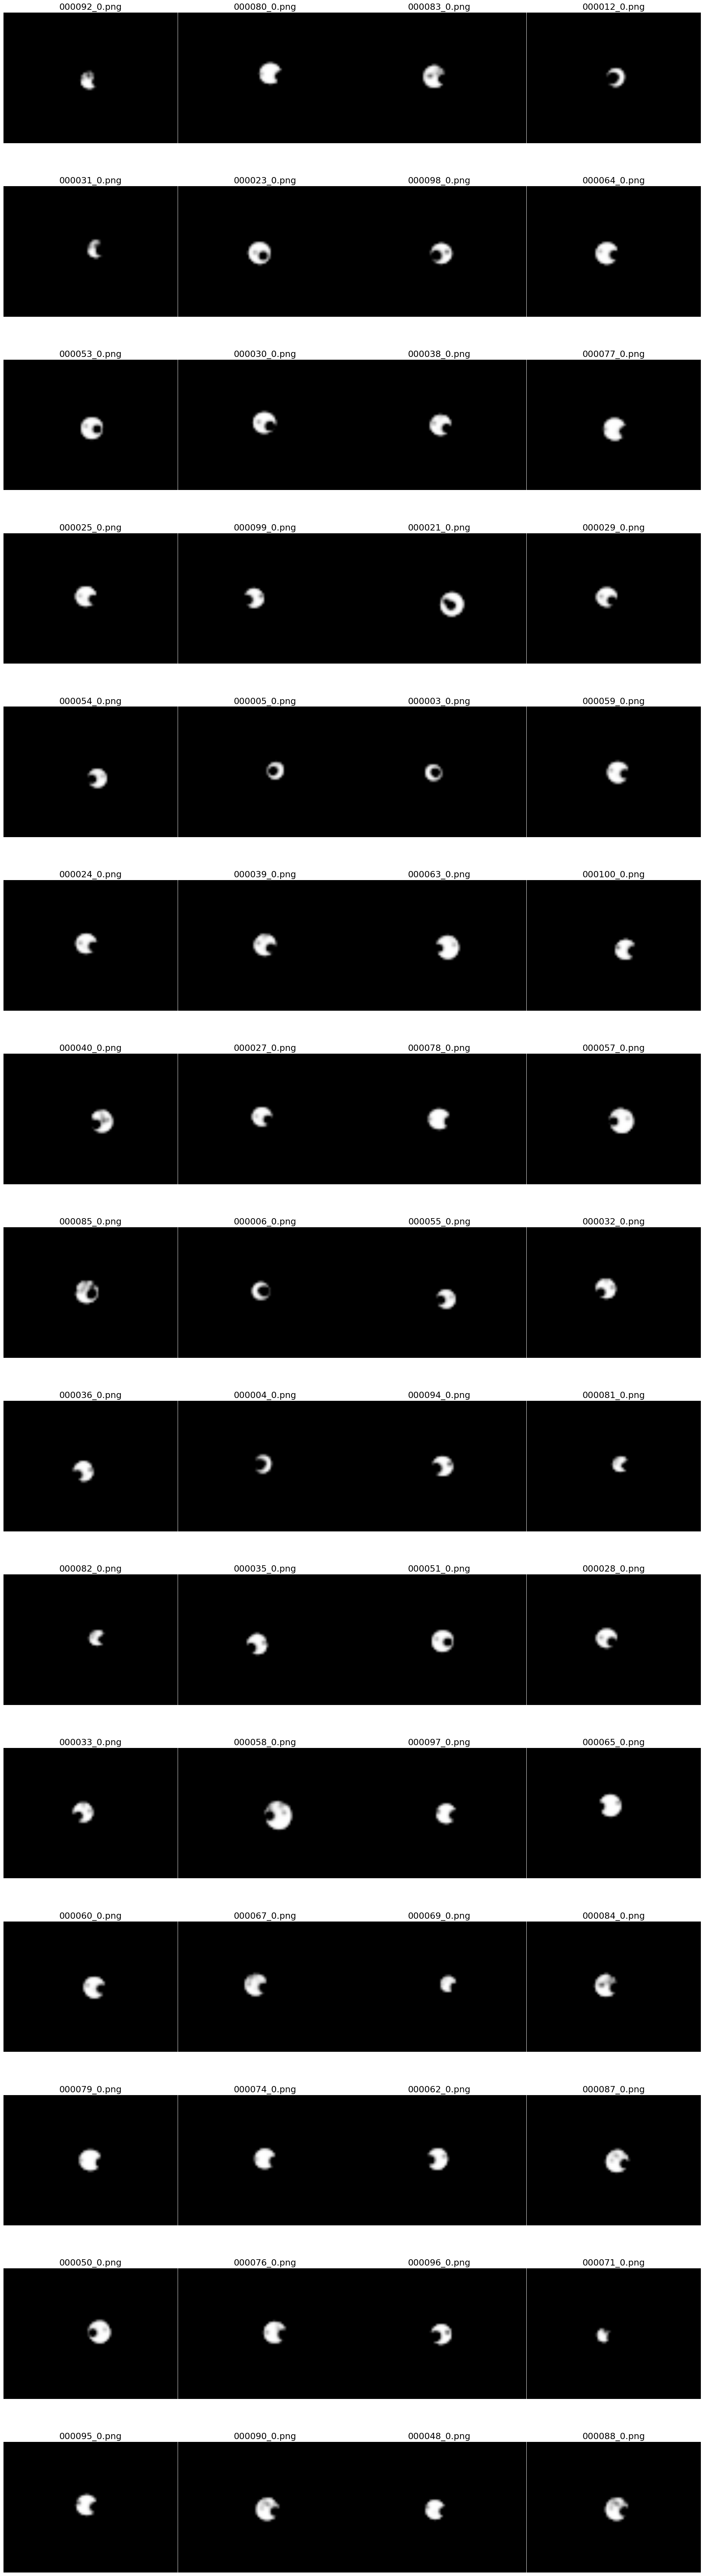 000092_0.png 000080_0.png 000083_0.png 000012_0.png
000031_0.png 000023_0.png 000098_0.png 000064_0.png
000053_0.png 000030_0.png 000038_0.png 000077_0.png
000025_0.png 000099_0.png 000021_0.png 000029_0.png
000054_0.png 000005_0.png 000003_0.png 000059_0.png
000024_0.png 000039_0.png 000063_0.png 000100_0.png
000040_0.png 000027_0.png 000078_0.png 000057_0.png
000085_0.png 000006_0.png 000055_0.png 000032_0.png
000036_0.png 000004_0.png 000094_0.png 000081_0.png
000082_0.png 000035_0.png 000051_0.png 000028_0.png
000033_0.png 000058_0.png 000097_0.png 000065_0.png
000060_0.png 000067_0.png 000069_0.png 000084_0.png
000079_0.png 000074_0.png 000062_0.png 000087_0.png
000050_0.png 000076_0.png 000096_0.png 000071_0.png
000095_0.png 000090_0.png 000048_0.png 000088_0.png